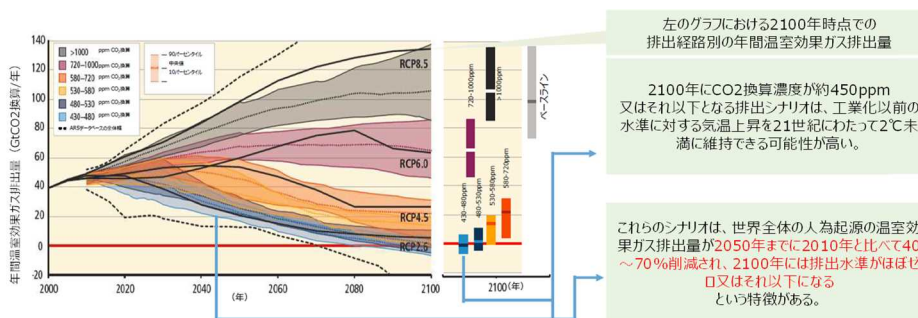 年間温室効果ガス排出量 (GtCO2換算/年)
140
120
100
80
60
40
20
0
-20
2000
2020
2040
2060
2080
2100
(年)
>1000 ppm CO₂換算
720−1000 ppm CO₂換算
580−720 ppm CO₂換算
530−580 ppm CO₂換算
480−530 ppm CO₂換算
430−480 ppm CO₂換算
AR5データベースの全体幅
90パーセンタイル
中央値
10パーセンタイル
RCP8.5
RCP6.0
RCP4.5
RCP2.6
430-480ppm
480-530ppm
530-580ppm
580-720ppm
720-1000ppm
>1000ppm
ベースライン
2100(年)
左のグラフにおける2100年時点での
排出経路別の年間温室効果ガス排出量
2100年にCO2換算濃度が約450ppm
又はそれ以下となる排出シナリオは、工業化以前の
水準に対する気温上昇を21世紀にわたって2℃未
満に維持できる可能性が高い。
これらのシナリオは、世界全体の人為起源の温室効
果ガス排出量が2050年までに2010年と比べて40
～70%削減され、2100年には排出水準がほぼゼ
ロ又はそれ以下になる
という特徴がある。